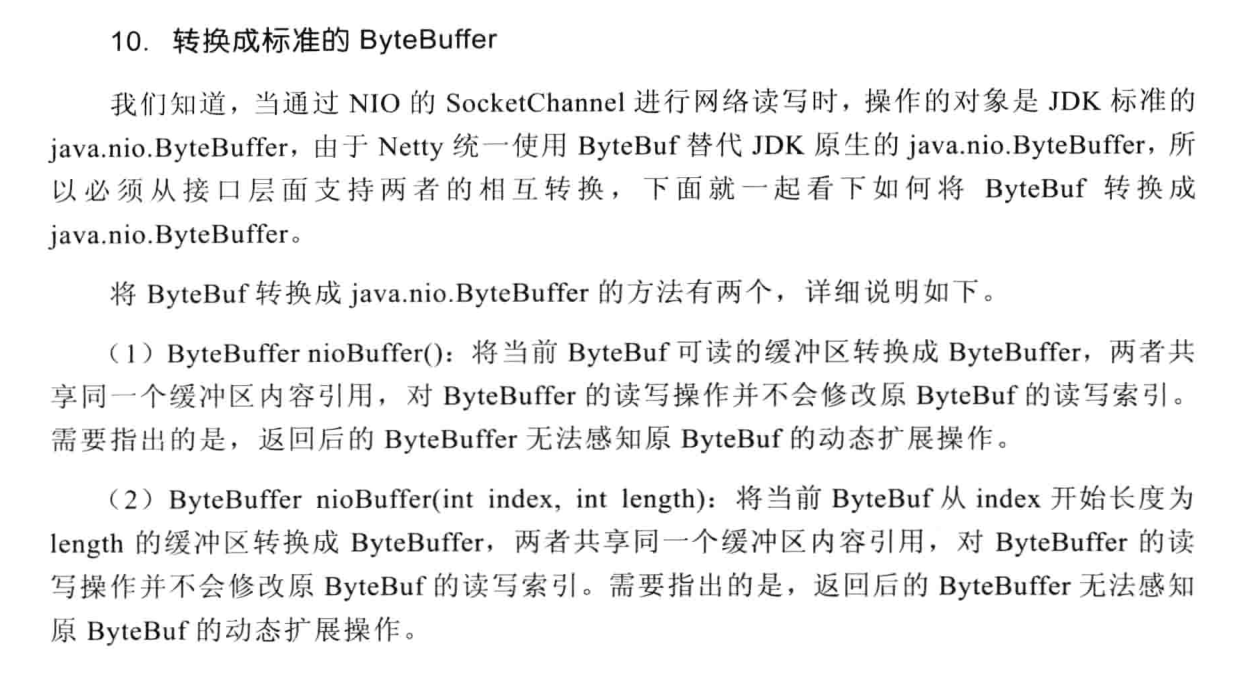 10. 转换成标准的 ByteBuffer
我们知道，当通过 NIO 的 SocketChannel 进行网络读写时，操作的对象是 JDK 标准的
java.nio.ByteBuffer，由于 Netty 统一使用 ByteBuf 替代 JDK 原生的 java.nio.ByteBuffer，所
以必须从接口层面支持两者的相互转换，下面就一起看下如何将 ByteBuf 转换成
java.nio.ByteBuffer。
将 ByteBuf 转换成 java.nio.ByteBuffer 的方法有两个，详细说明如下。
（1）ByteBuffer nioBuffer()：将当前 ByteBuf 可读的缓冲区转换成 ByteBuffer，两者共
享同一个缓冲区内容引用，对 ByteBuffer 的读写操作并不会修改原 ByteBuf 的读写索引。
需要指出的是，返回后的 ByteBuffer 无法感知原 ByteBuf 的动态扩展操作。
（2）ByteBuffer nioBuffer(int index, int length)：将当前 ByteBuf 从 index 开始长度为
length 的缓冲区转换成 ByteBuffer，两者共享同一个缓冲区内容引用，对 ByteBuffer 的读
写操作并不会修改原 ByteBuf 的读写索引。需要指出的是，返回后的 ByteBuffer 无法感知
原 ByteBuf 的动态扩展操作。